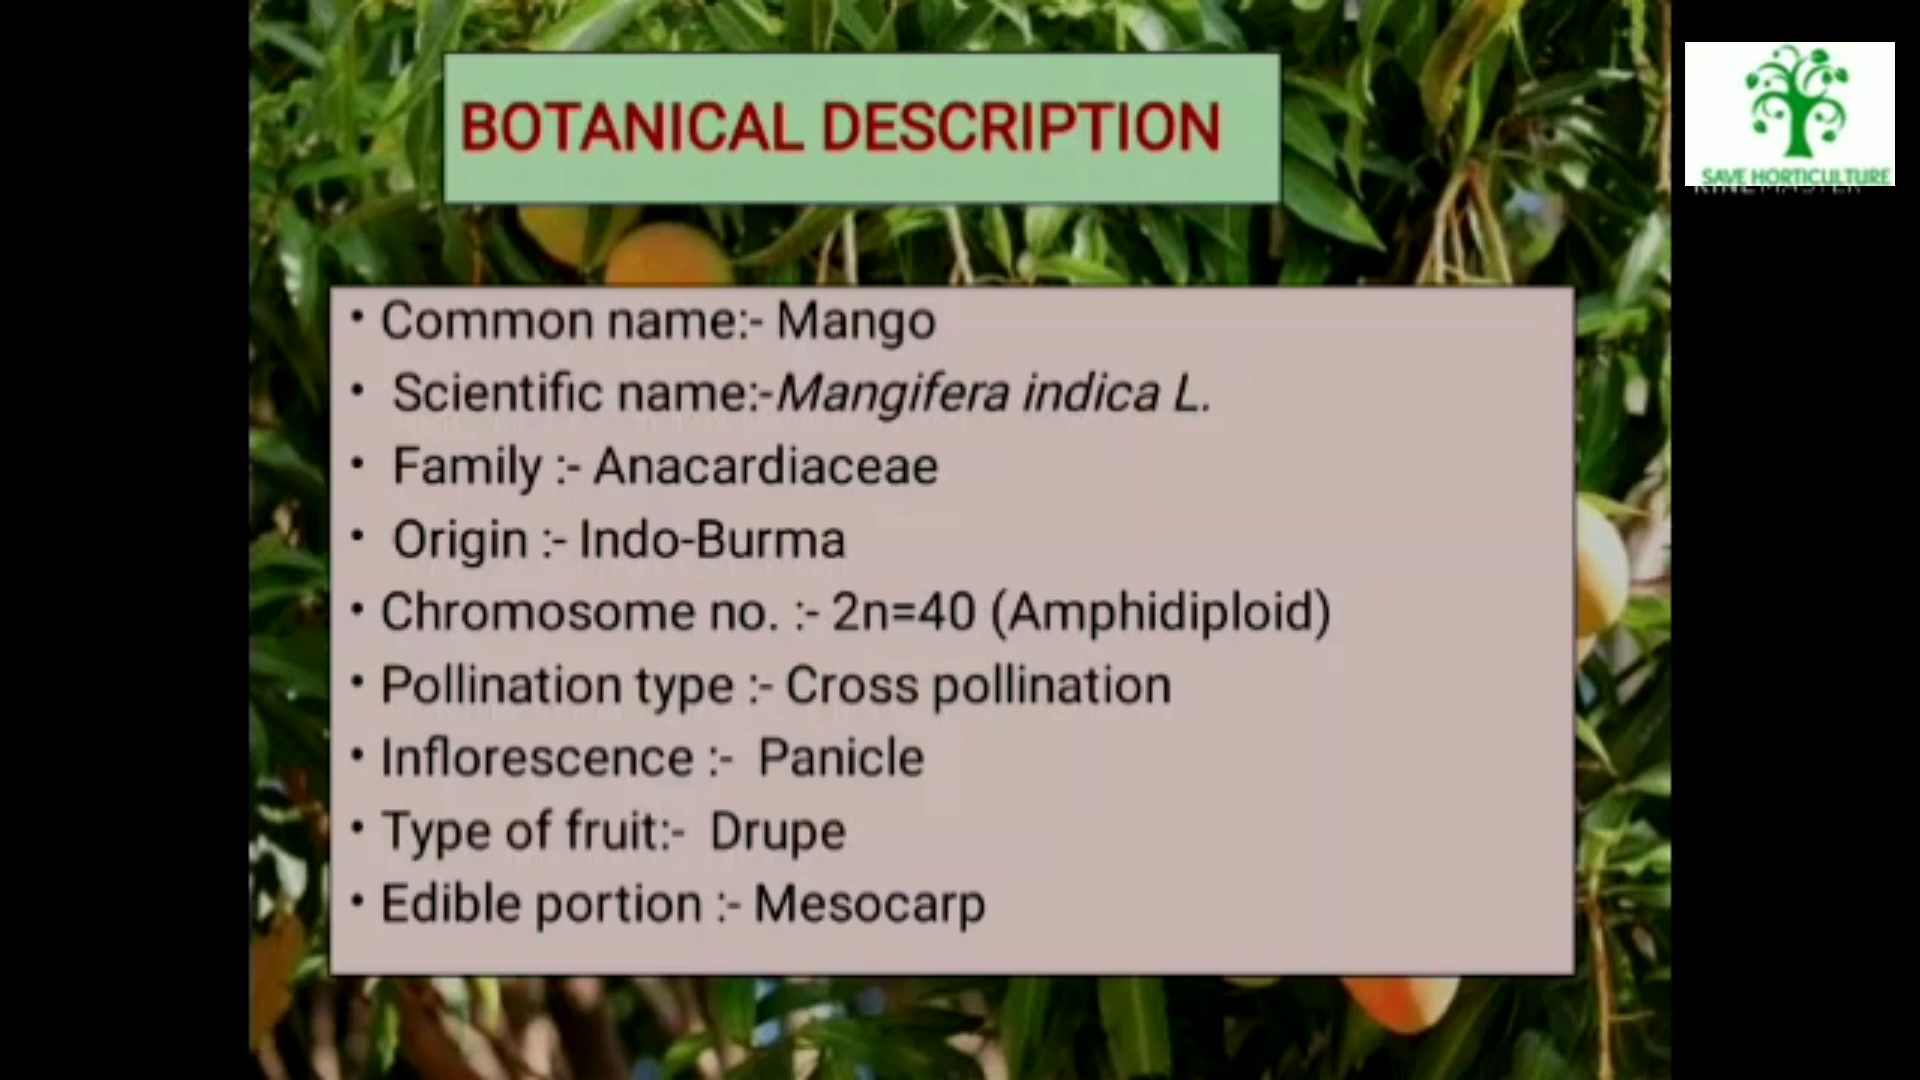 BOTANICAL DESCRIPTION
SAVE HORTICULTURE
• Common name:- Mango
• Scientific name:-Mangifera indica L.
• Family :- Anacardiaceae
• Origin :- Indo-Burma
• Chromosome no. :- 2n=40 (Amphidiploid)
• Pollination type :- Cross pollination
• Inflorescence :- Panicle
• Type of fruit:- Drupe
• Edible portion :- Mesocarp